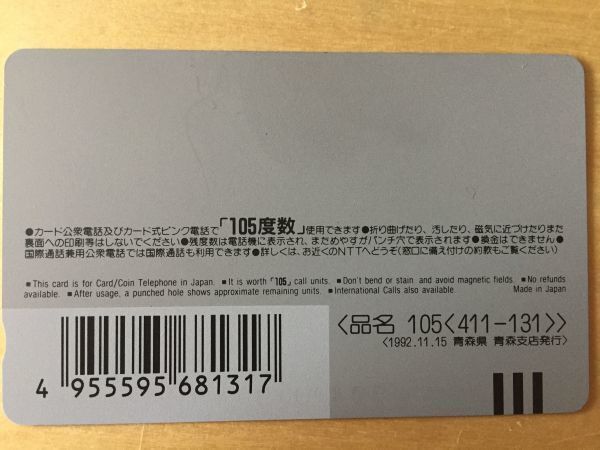 ●カード公衆電話及びカード式ピンク電話で「105度数」使用できます●折り曲げたり、汚したり、磁気に近づけたりまた
裏面への印刷等はしないでください●残度数は電話機に表示され、まためやすがパンチ穴で表示されます●換金はできません●
国際通話兼用公衆電話では国際通話も利用できます●詳しくは、お近くのNTTへどうぞ(窓口に備え付けの約款もご覧ください)
■This card is for Card/Coin Telephone in Japan. ■It is worth「105」call units. ■Don't bend or stain and avoid magnetic fields. ■No refunds
available. ■After usage, a punched hole shows approximate remaining units. ■International Calls also available. Made in Japan
〈品名 105〈411-131〉〉
〈1992.11.15 青森県 青森支店発行〉
4 955595 681317